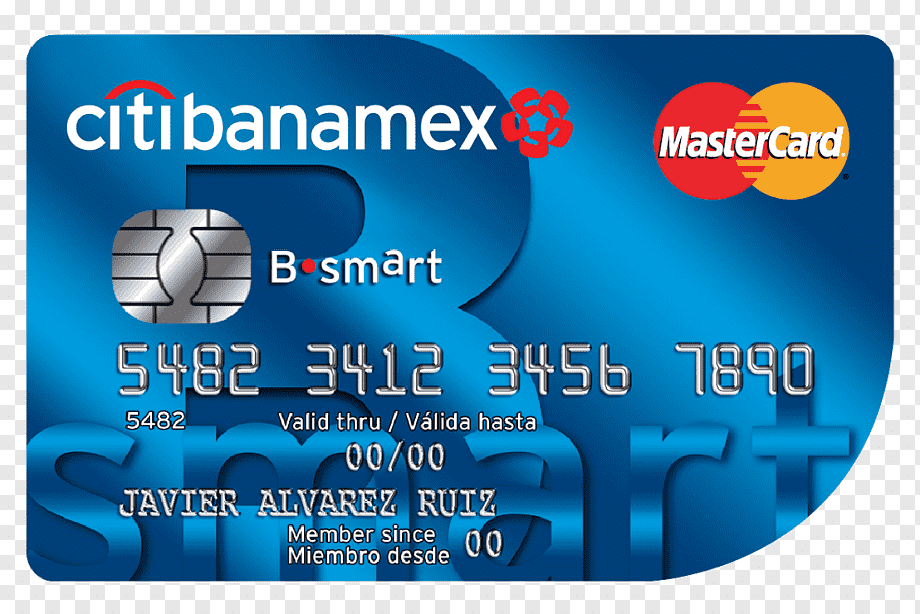 citibanamex
MasterCard
B•smart
5482 3412 3456 7890
5482
Valid thru / Válida hasta
00/00
JAVIER ALVAREZ RUIZ
Member since
Miembro desde 00
smart